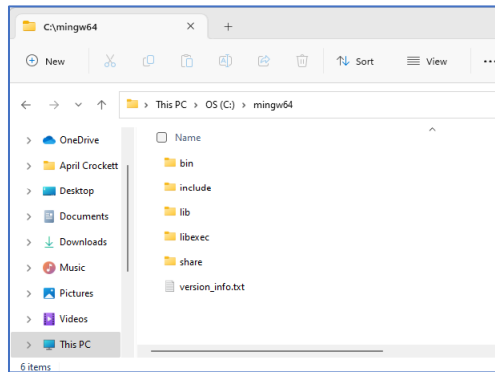 C:\mingw64
New
Sort
View
This PC > OS (C:) > mingw64
Name
OneDrive
April Crockett
Desktop
Documents
Downloads
Music
Pictures
Videos
This PC
bin
include
lib
libexec
share
version_info.txt
6 items